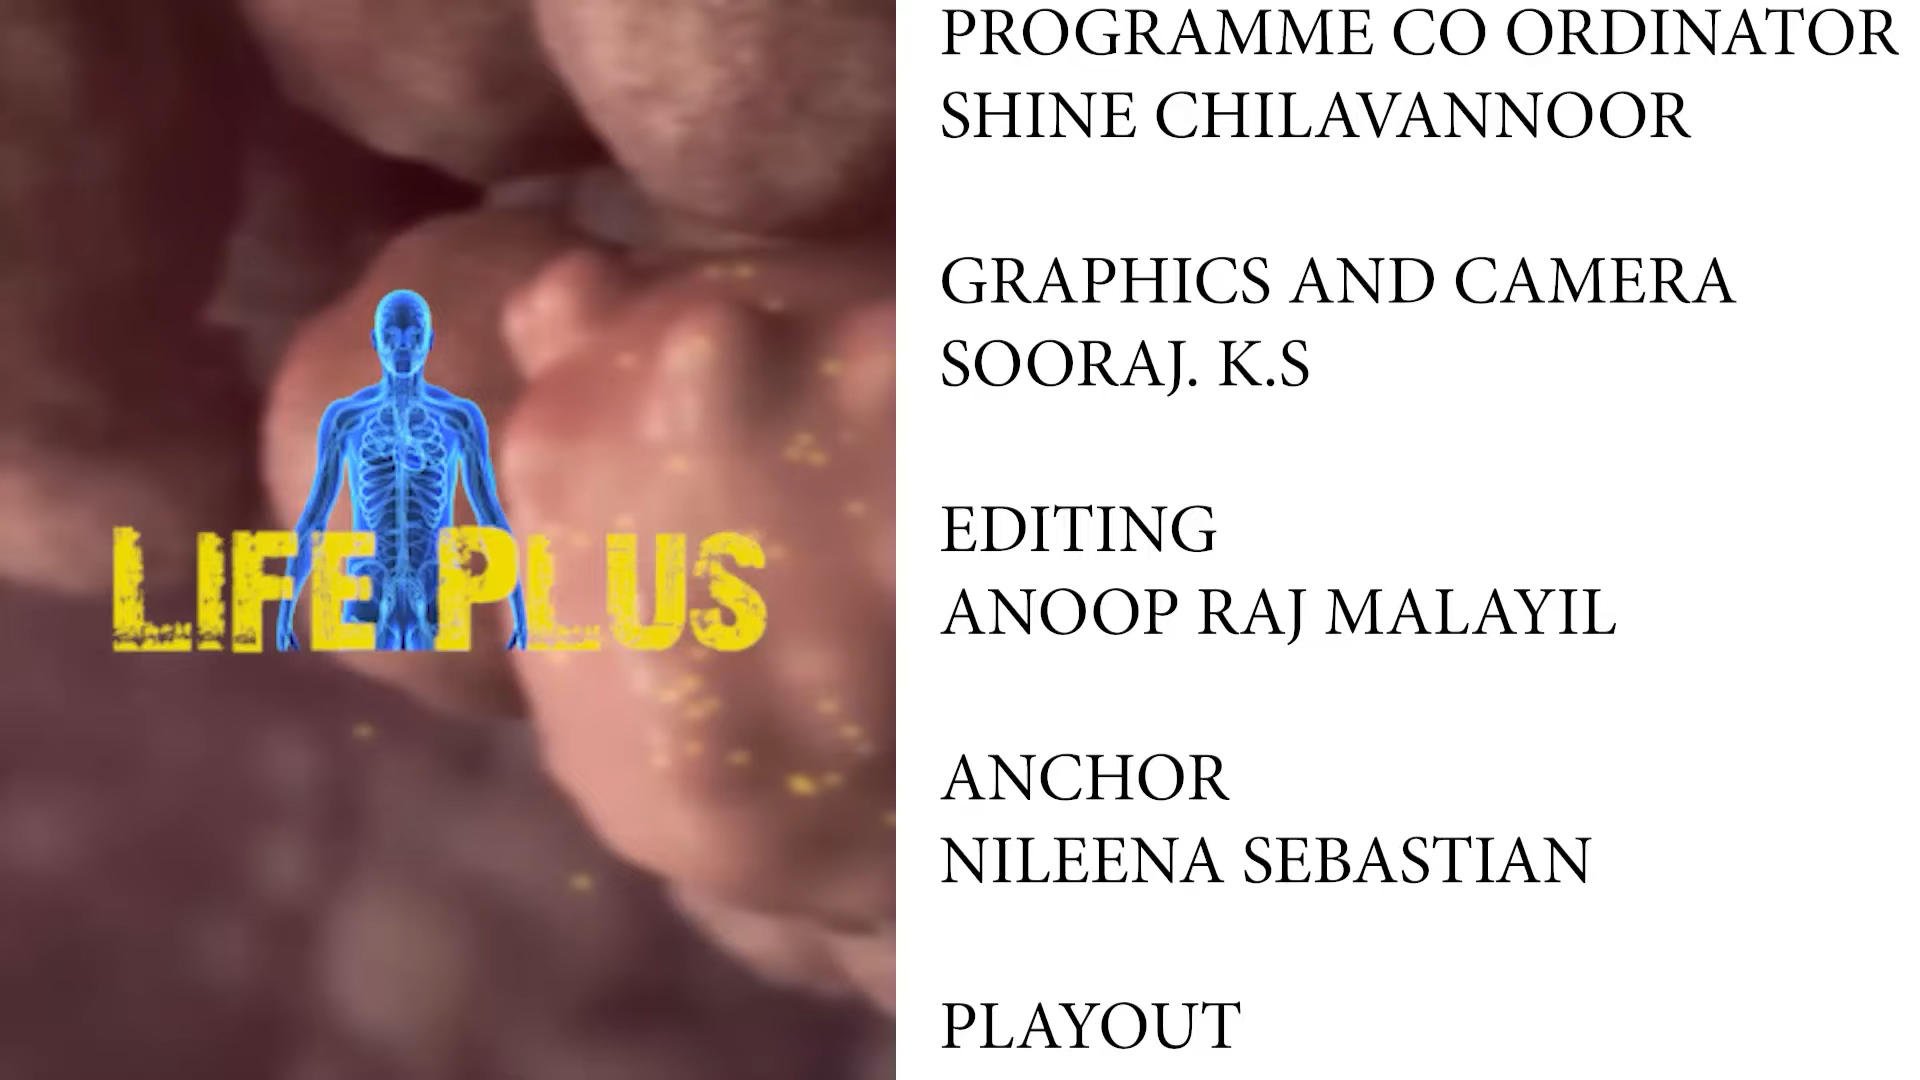 LIFE PLUS
PROGRAMME CO ORDINATOR
SHINE CHILAVANNOOR
GRAPHICS AND CAMERA
SOORAJ. K.S
EDITING
ANOOP RAJ MALAYIL
ANCHOR
NILEENA SEBASTIAN
PLAYOUT